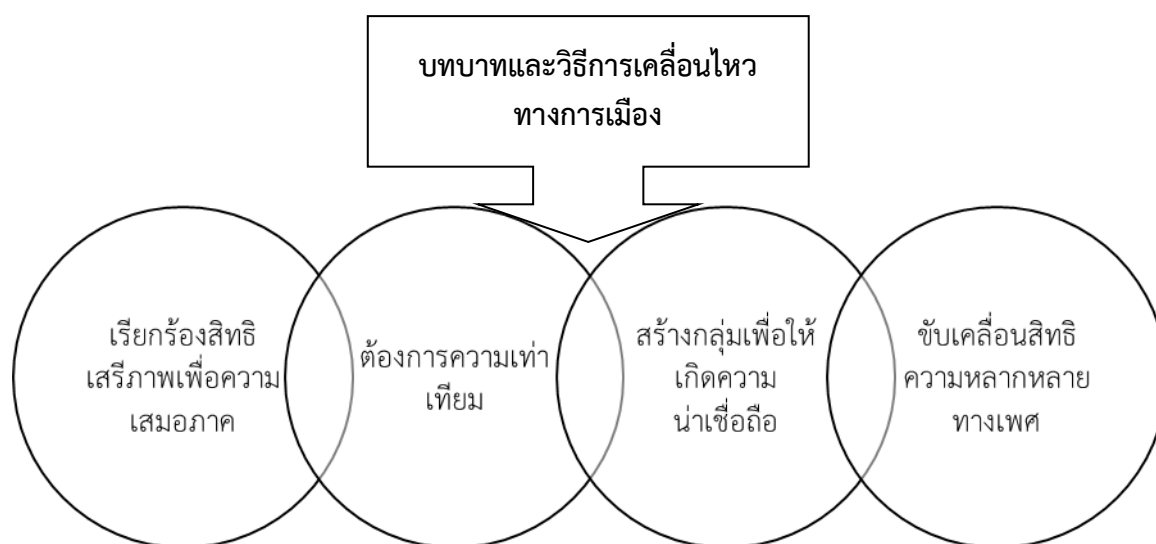 บทบาทและวิธีการเคลื่อนไหว
ทางการเมือง
เรียกร้องสิทธิ
เสรีภาพเพื่อความ
เสมอภาค
ต้องการความเท่า
เทียม
สร้างกลุ่มเพื่อให้
เกิดความ
น่าเชื่อถือ
ขับเคลื่อนสิทธิ
ความหลากหลาย
ทางเพศ